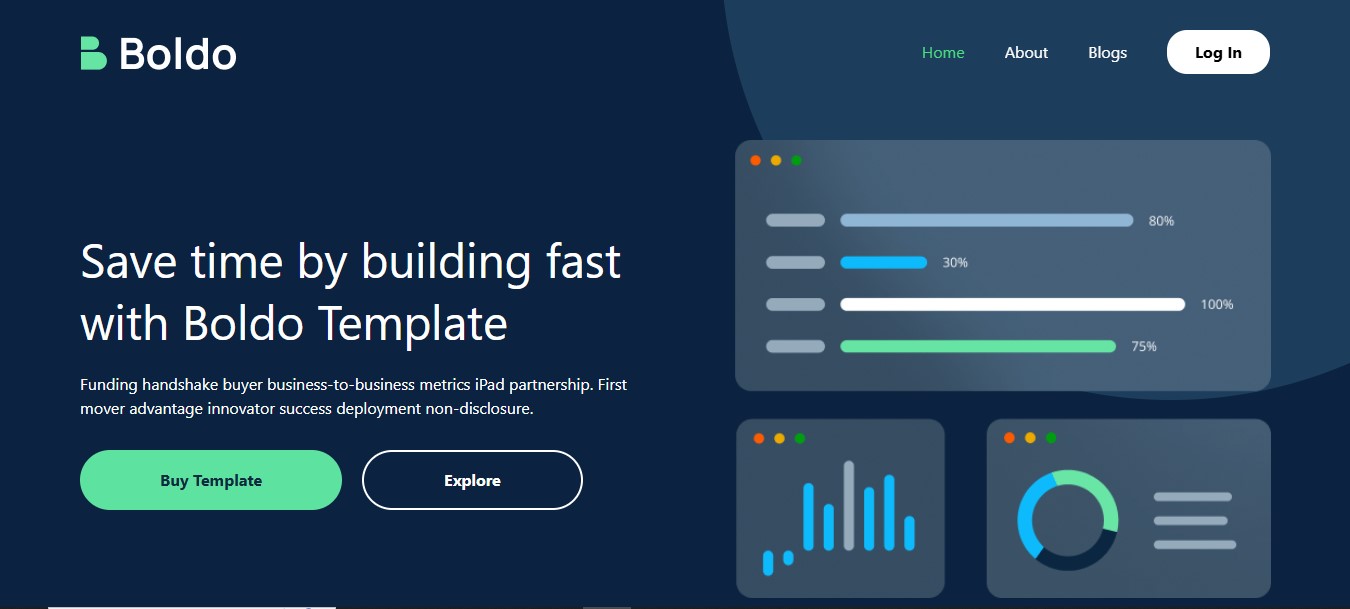 Boldo
Home
About
Blogs
Log In
Save time by building fast
with Boldo Template
Funding handshake buyer business-to-business metrics iPad partnership. First
mover advantage innovator success deployment non-disclosure.
Buy Template
Explore
80%
30%
100%
75%